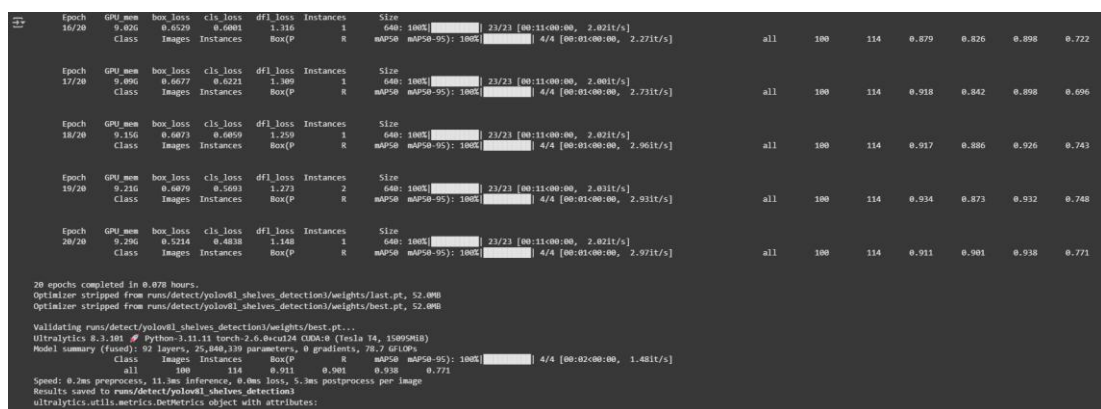 Epoch GPU_mem box_loss cls_loss dfl_loss Instances Size
16/20 9.02G 0.6529 0.6001 1.316 1 640: 100%|██████████| 23/23 [00:11<00:00, 2.02it/s]
Class Images Instances Box(P R mAP50 mAP50-95): 100%|██████████| 4/4 [00:01<00:00, 2.27it/s] all 100 114 0.879 0.826 0.898 0.722
Epoch GPU_mem box_loss cls_loss dfl_loss Instances Size
17/20 9.09G 0.6677 0.6221 1.309 1 640: 100%|██████████| 23/23 [00:11<00:00, 2.00it/s]
Class Images Instances Box(P R mAP50 mAP50-95): 100%|██████████| 4/4 [00:01<00:00, 2.73it/s] all 100 114 0.918 0.842 0.898 0.696
Epoch GPU_mem box_loss cls_loss dfl_loss Instances Size
18/20 9.15G 0.6073 0.6059 1.259 1 640: 100%|██████████| 23/23 [00:11<00:00, 2.02it/s]
Class Images Instances Box(P R mAP50 mAP50-95): 100%|██████████| 4/4 [00:01<00:00, 2.96it/s] all 100 114 0.917 0.886 0.926 0.743
Epoch GPU_mem box_loss cls_loss dfl_loss Instances Size
19/20 9.21G 0.6079 0.5693 1.273 2 640: 100%|██████████| 23/23 [00:11<00:00, 2.03it/s]
Class Images Instances Box(P R mAP50 mAP50-95): 100%|██████████| 4/4 [00:01<00:00, 2.93it/s] all 100 114 0.934 0.873 0.932 0.748
Epoch GPU_mem box_loss cls_loss dfl_loss Instances Size
20/20 9.29G 0.5214 0.4838 1.148 1 640: 100%|██████████| 23/23 [00:11<00:00, 2.02it/s]
Class Images Instances Box(P R mAP50 mAP50-95): 100%|██████████| 4/4 [00:01<00:00, 2.97it/s] all 100 114 0.911 0.901 0.938 0.771
20 epochs completed in 0.078 hours.
Optimizer stripped from runs/detect/yolov8l_shelves_detection3/weights/last.pt, 52.0MB
Optimizer stripped from runs/detect/yolov8l_shelves_detection3/weights/best.pt, 52.0MB
Validating runs/detect/yolov8l_shelves_detection3/weights/best.pt...
Ultralytics 8.3.101 🚀 Python-3.11.11 torch-2.6.0+cu124 CUDA:0 (Tesla T4, 15095MiB)
Model summary (fused): 92 layers, 25,840,339 parameters, 0 gradients, 78.7 GFLOPs
Class Images Instances Box(P R mAP50 mAP50-95): 100%|██████████| 4/4 [00:02<00:00, 1.48it/s]
all 100 114 0.911 0.901 0.938 0.771
Speed: 0.2ms preprocess, 11.3ms inference, 0.0ms loss, 5.3ms postprocess per image
Results saved to runs/detect/yolov8l_shelves_detection3
ultralytics.utils.metrics.DetMetrics object with attributes: